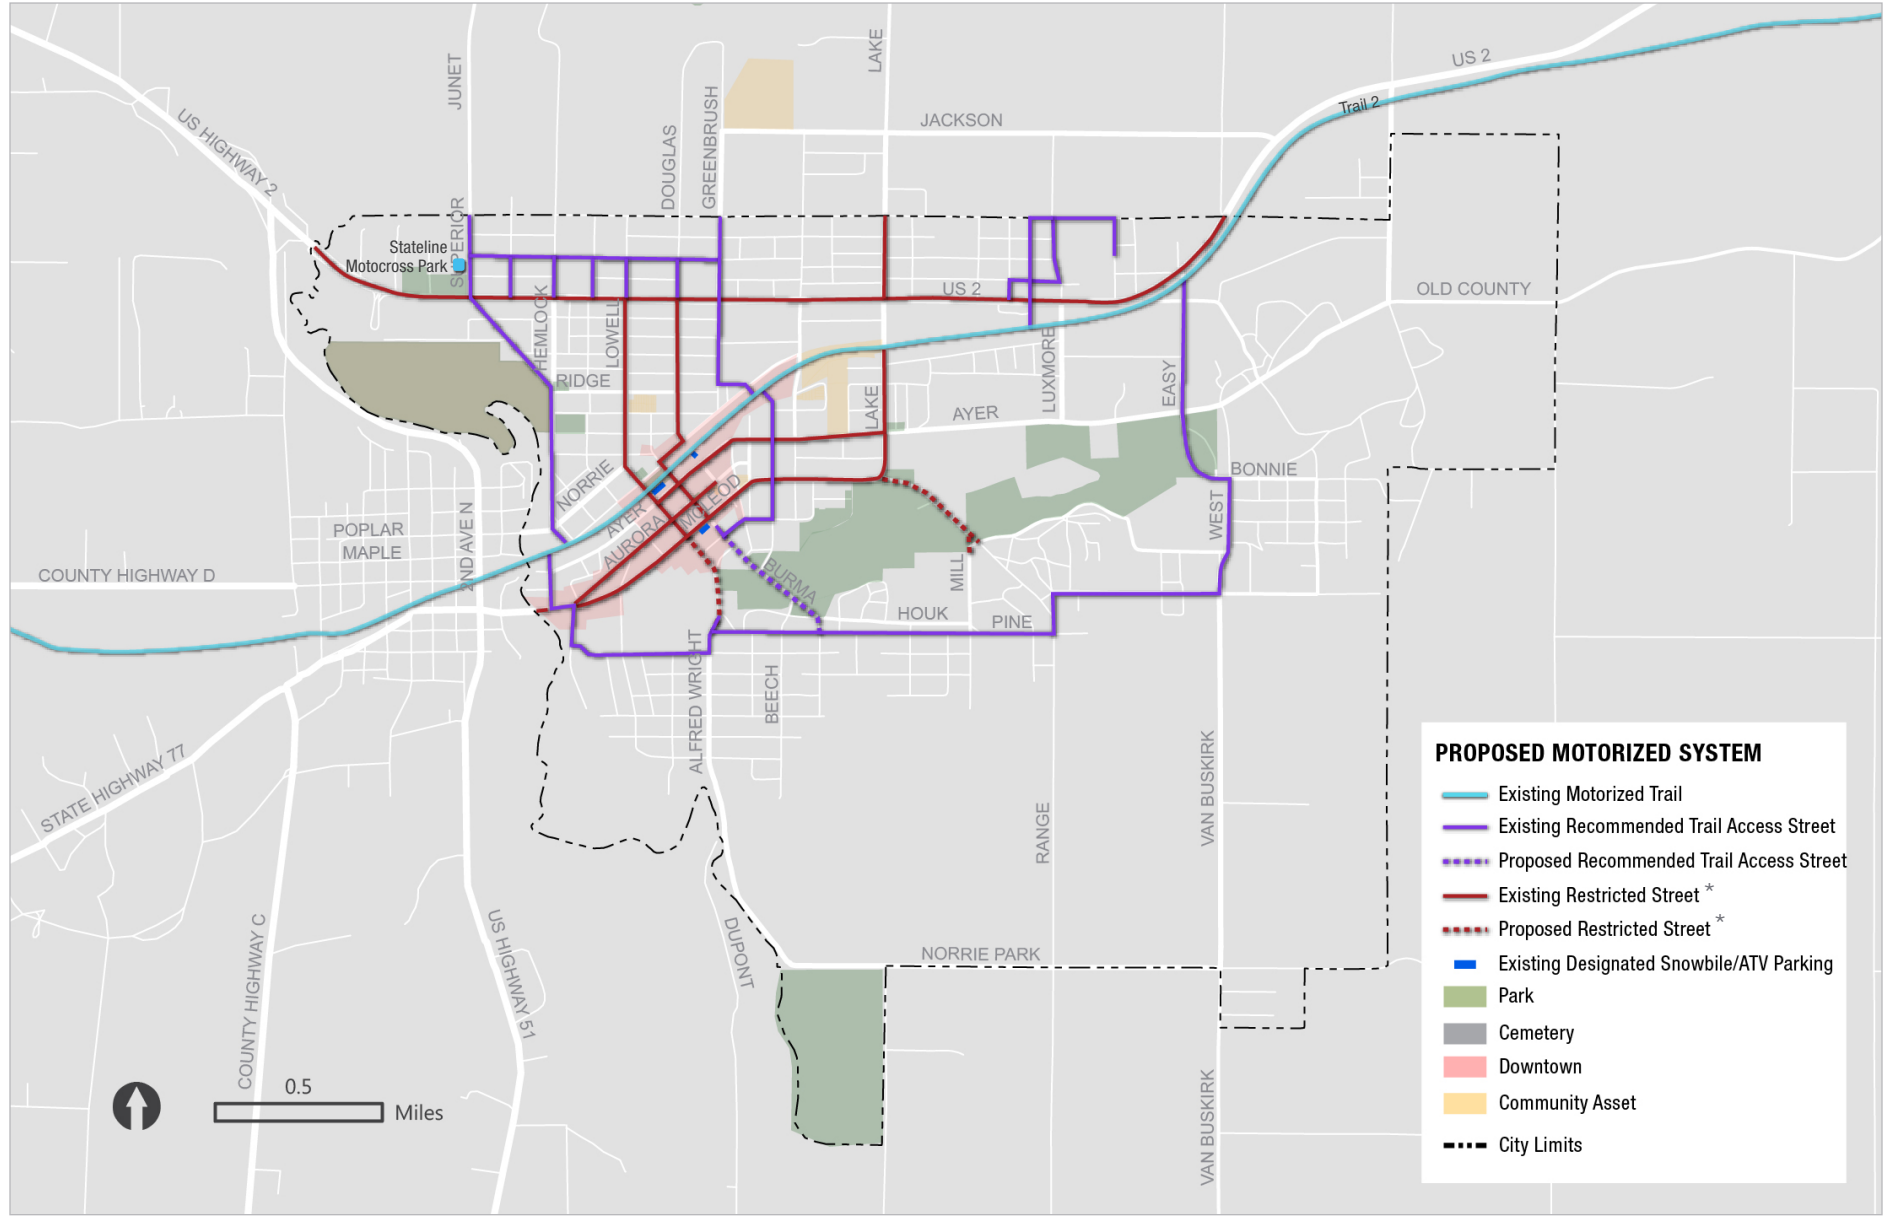 US 2
Trail 2
LAKE
JUNET
GREENBRUSH
DOUGLAS
JACKSON
US HIGHWAY 2
SUPERIOR
Stateline
Motocross Park
US 2
OLD COUNTY
HEMLOCK
LOWELL
RIDGE
LUXMORE
EASY
LAKE
AYER
NORRIE
BONNIE
MCLEOD
AYER
AURORA
WEST
POPLAR
MAPLE
2ND AVE N
COUNTY HIGHWAY D
BURMA
MILL
HOUK
PINE
ALFRED WRIGHT
BEECH
STATE HIGHWAY 77
VAN BUSKIRK
RANGE
COUNTY HIGHWAY C
US HIGHWAY 51
DUPONT
NORRIE PARK
VAN BUSKIRK
0.5
Miles
PROPOSED MOTORIZED SYSTEM
Existing Motorized Trail
Existing Recommended Trail Access Street
Proposed Recommended Trail Access Street
Existing Restricted Street *
Proposed Restricted Street *
Existing Designated Snowbile/ATV Parking
Park
Cemetery
Downtown
Community Asset
City Limits